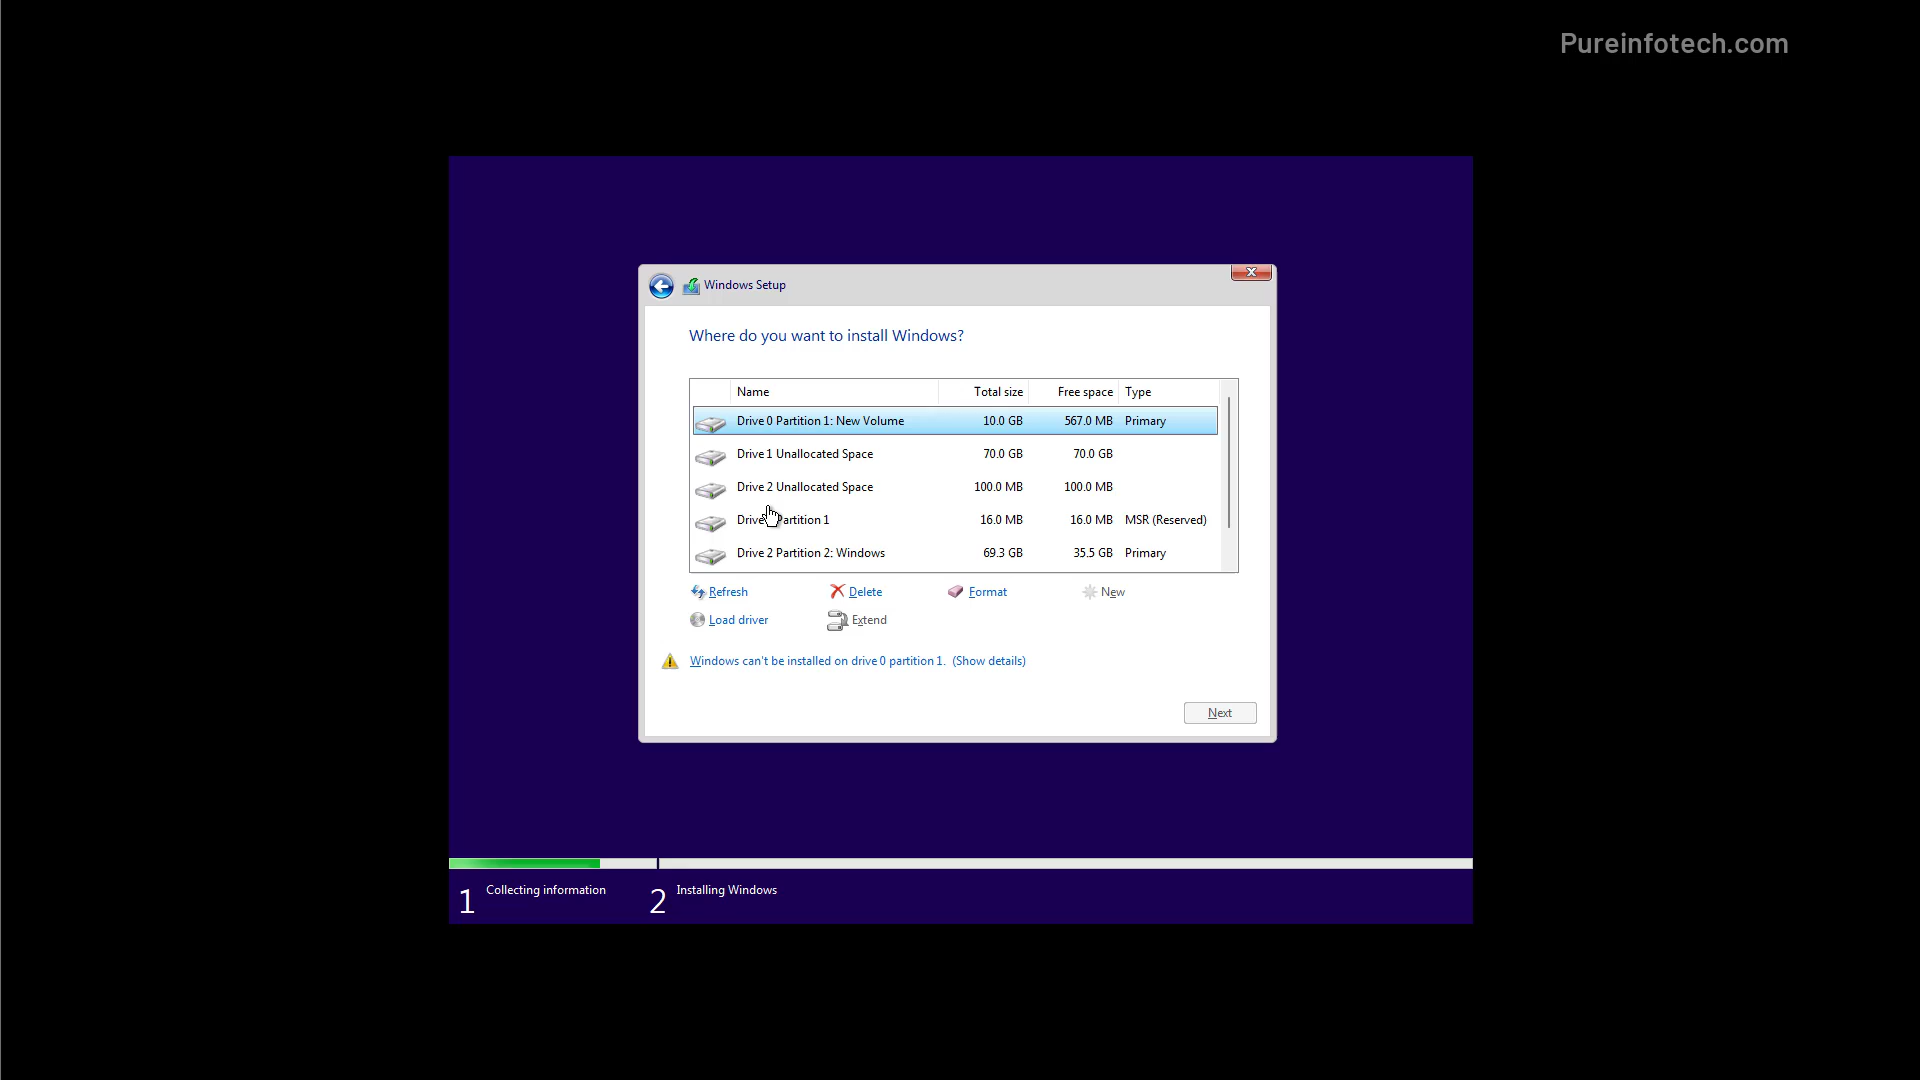 Pureinfotech.com
Windows Setup
Where do you want to install Windows?
Name Total size Free space Type
Drive 0 Partition 1: New Volume 10.0 GB 567.0 MB Primary
Drive 1 Unallocated Space 70.0 GB 70.0 GB
Drive 2 Unallocated Space 100.0 MB 100.0 MB
Drive artition 1 16.0 MB 16.0 MB MSR (Reserved)
Drive 2 Partition 2: Windows 69.3 GB 35.5 GB Primary
Refresh Delete Format New
Load driver Extend
Windows can't be installed on drive 0 partition 1. (Show details)
Next
1 Collecting information 2 Installing Windows